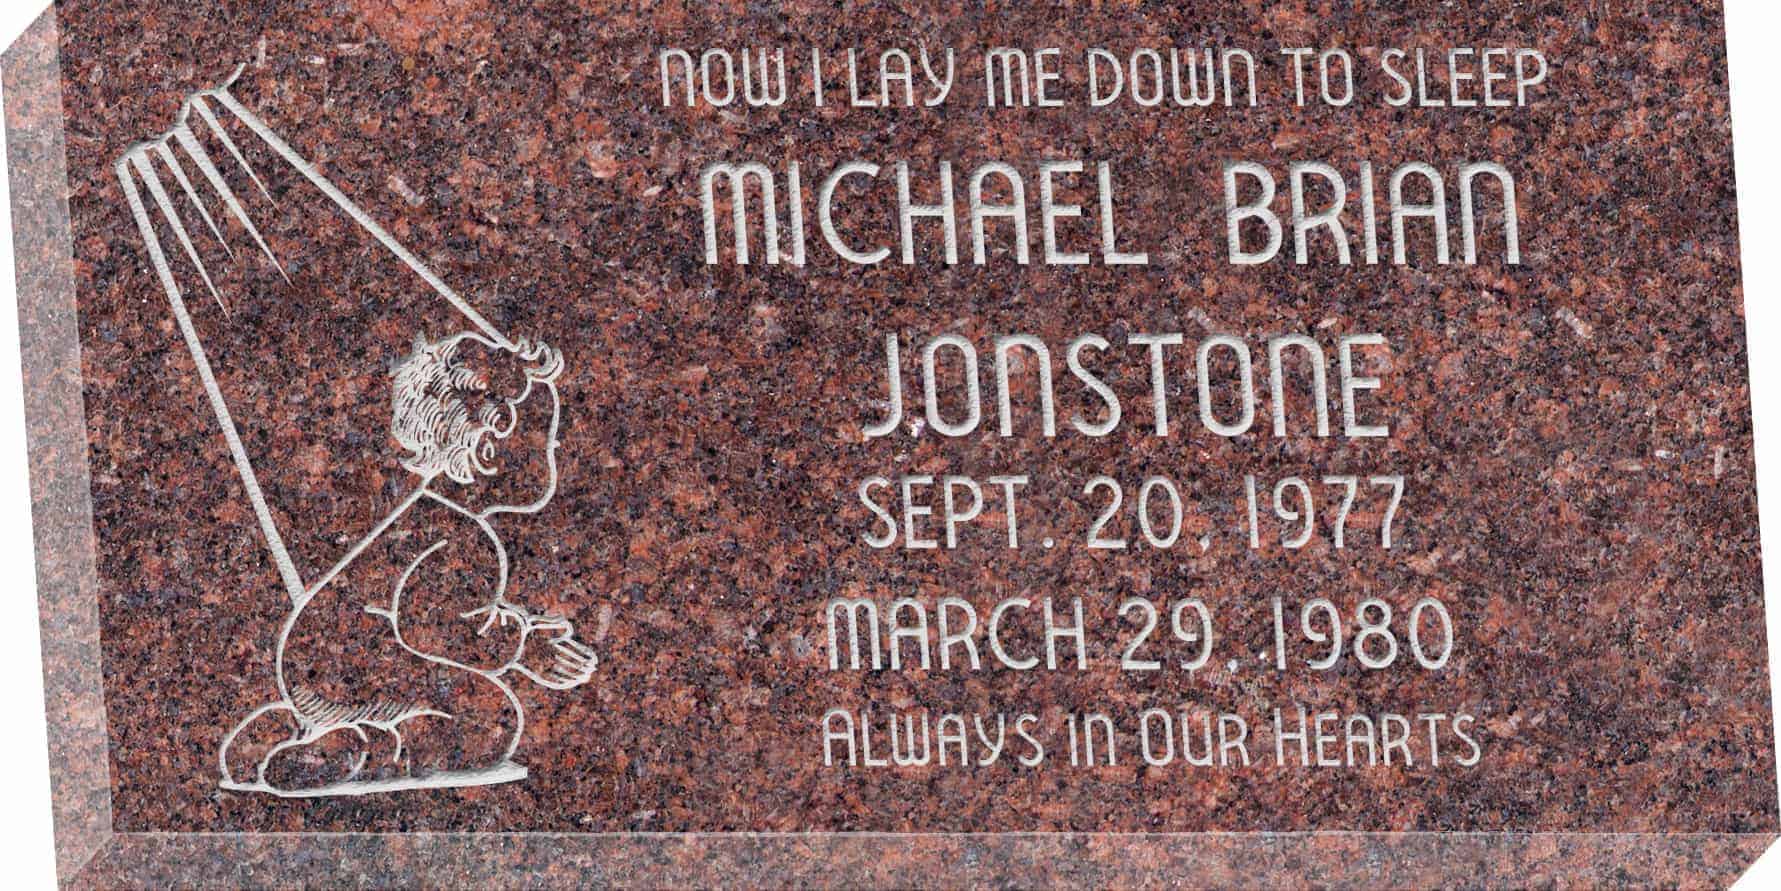 NOW I LAY ME DOWN TO SLEEP
MICHAEL BRIAN
JONSTONE
SEPT. 20, 1977
MARCH 29, 1980
ALWAYS IN OUR HEARTS